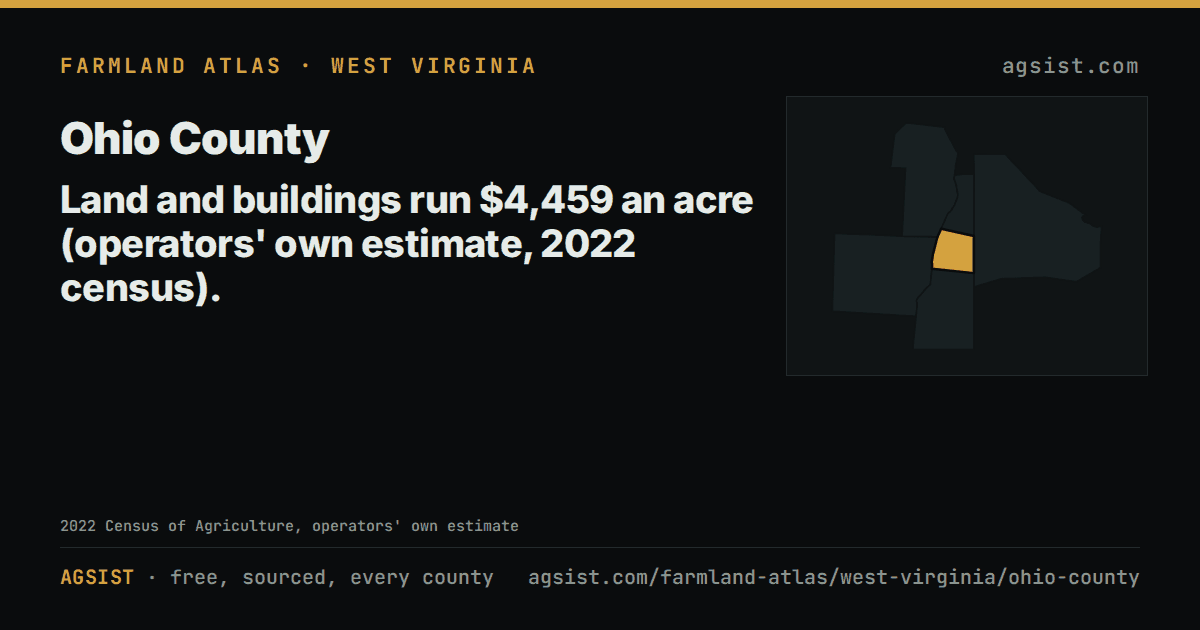 FARMLAND ATLAS · WEST VIRGINIA
agsist.com
Ohio County
Land and buildings run $4,459 an acre
(operators' own estimate, 2022
census).
2022 Census of Agriculture, operators' own estimate
AGSIST · free, sourced, every county
agsist.com/farmland-atlas/west-virginia/ohio-county